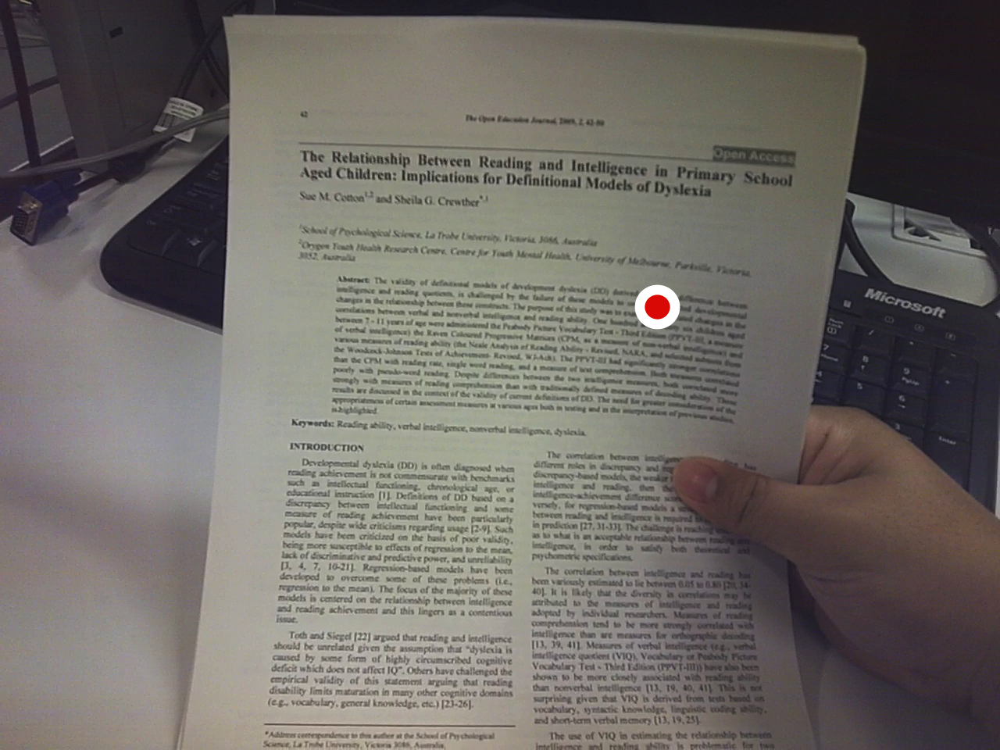 42
The Open Education Journal, 2009, 2, 42-50
Open Access
The Relationship Between Reading and Intelligence in Primary School
Aged Children: Implications for Definitional Models of Dyslexia
Sue M. Cotton1,2 and Sheila G. Crewther*,1
1School of Psychological Science, La Trobe University, Victoria, 3086, Australia
2Orygen Youth Health Research Centre, Centre for Youth Mental Health, University of Melbourne, Parkville, Victoria,
3052, Australia
Abstract: The validity of definitional models of development dyslexia (DD) derived difference between
intelligence and reading quotients, is challenged by the failure of these models to developmental
changes in the relationship between these constructs. The purpose of this study was to changes in the
correlations between verbal and nonverbal intelligence and reading ability. One hundred six children aged
between 7 - 11 years of age were administered the Peabody Picture Vocabulary Test - Third Edition (PPVT-III, a measure
of verbal intelligence) the Raven Coloured Progressive Matrices (CPM, as a measure of non-verbal intelligence) and
various measures of reading ability (the Neale Analysis of Reading Ability - Revised, NARA, and selected subtests from
the Woodcock-Johnson Tests of Achievement- Revised, WJ-AchR). The PPVT-III had significantly stronger correlations
than the CPM with reading rate, single word reading, and a measure of text comprehension. Both measures correlated
poorly with pseudo-word reading. Despite differences between the two intelligence measures, both correlated more
strongly with measures of reading comprehension than with traditionally defined measures of decoding ability. These
results are discussed in the context of the validity of current definitions of DD. The need for greater consideration of the
appropriateness of certain assessment measures at various ages both in testing and in the interpretation of previous studies,
is highlighted.
Keywords: Reading ability, verbal intelligence, nonverbal intelligence, dyslexia.
INTRODUCTION
Developmental dyslexia (DD) is often diagnosed when
reading achievement is not commensurate with benchmarks
such as intellectual functioning, chronological age, or
educational instruction [1]. Definitions of DD based on a
discrepancy between intellectual functioning and some
measure of reading achievement have been particularly
popular, despite wide criticisms regarding usage [2-9]. Such
models have been criticized on the basis of poor validity,
being more susceptible to effects of regression to the mean,
lack of discriminative and predictive power, and unreliability
[3, 4, 7, 10-21]. Regression-based models have been
developed to overcome some of these problems (i.e.,
regression to the mean). The focus of the majority of these
models is centered on the relationship between intelligence
and reading achievement and this lingers as a contentious
issue.
Toth and Siegel [22] argued that reading and intelligence
should be unrelated given the assumption that "dyslexia is
caused by some form of highly circumscribed cognitive
deficit which does not affect IQ". Others have challenged the
empirical validity of this statement arguing that reading
disability limits maturation in many other cognitive domains
(e.g., vocabulary, general knowledge, etc.) [23-26].
*Address correspondence to this author at the School of Psychological
Science, La Trobe University, Victoria 3086, Australia,
The correlation between has
different roles in discrepancy and
discrepancy-based models, the weaker
intelligence and reading, then
intelligence-achievement difference
versely, for regression-based models a
between reading and intelligence is required
in prediction [27, 31-33]. The challenge is reaching
as to what is an acceptable relationship between reading and
intelligence, in order to satisfy both theoretical and
psychometric specifications.
The correlation between intelligence and reading has
been variously estimated to lie between 0.05 to 0.80 [20, 34-
40]. It is likely that the diversity in correlations may be
attributed to the measures of intelligence and reading
adopted by individual researchers. Measures of reading
comprehension tend to be more strongly correlated with
intelligence than are measures for orthographic decoding
[13, 39, 41]. Measures of verbal intelligence (e.g., verbal
intelligence quotient (VIQ), Vocabulary or Peabody Picture
Vocabulary Test - Third Edition (PPVT-III)) have also been
shown to be more closely associated with reading ability
than nonverbal intelligence [13, 19, 40, 41]. This is not
surprising given that VIQ is derived from tests based on
vocabulary, syntactic knowledge, linguistic coding ability,
and short-term verbal memory [13, 19, 25].
The use of VIQ in estimating the relationship between
intelligence and reading ability is problematic for two
Microsoft
7
Home
8
9
PgUp
5
6
Enter